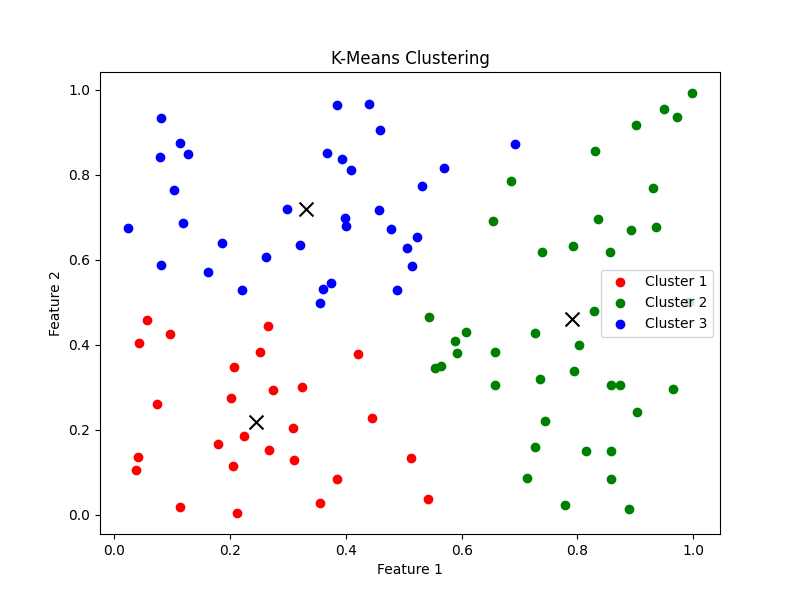 K-Means Clustering
1.0
0.8
0.6
0.4
0.2
0.0
Feature 2
Cluster 1
Cluster 2
Cluster 3
0.0 0.2 0.4 0.6 0.8 1.0
Feature 1